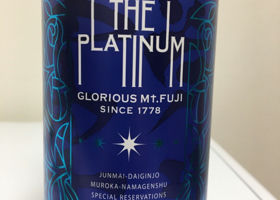 THE
PLATINUM
GLORIOUS Mt.FUJI
SINCE 1778
JUNMAI-DAIGINJO
MUROKA-NAMAGENSHU
SPECIAL RESERVATIONS